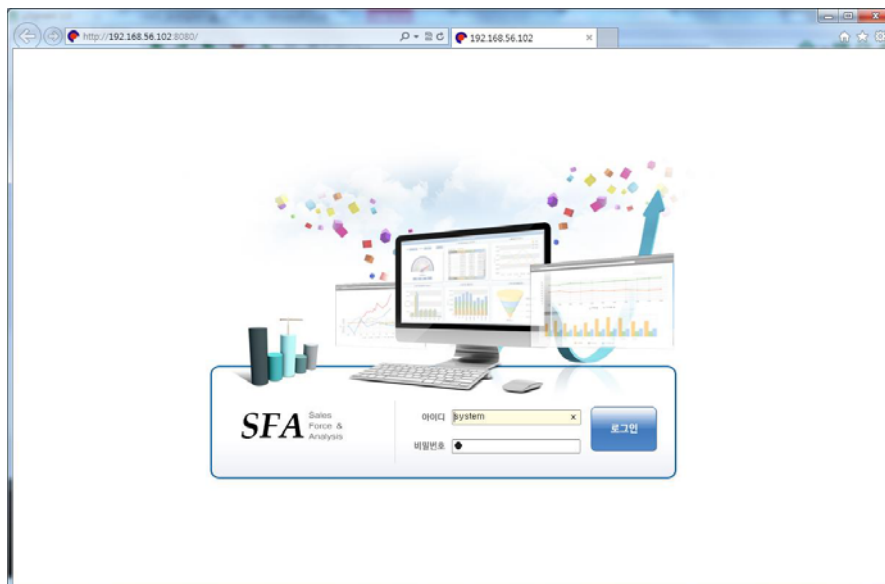 http://192.168.56.102:8080/
192.168.56.102
SFA
Sales
Force &
Analysis
아이디
system
로그인
비밀번호